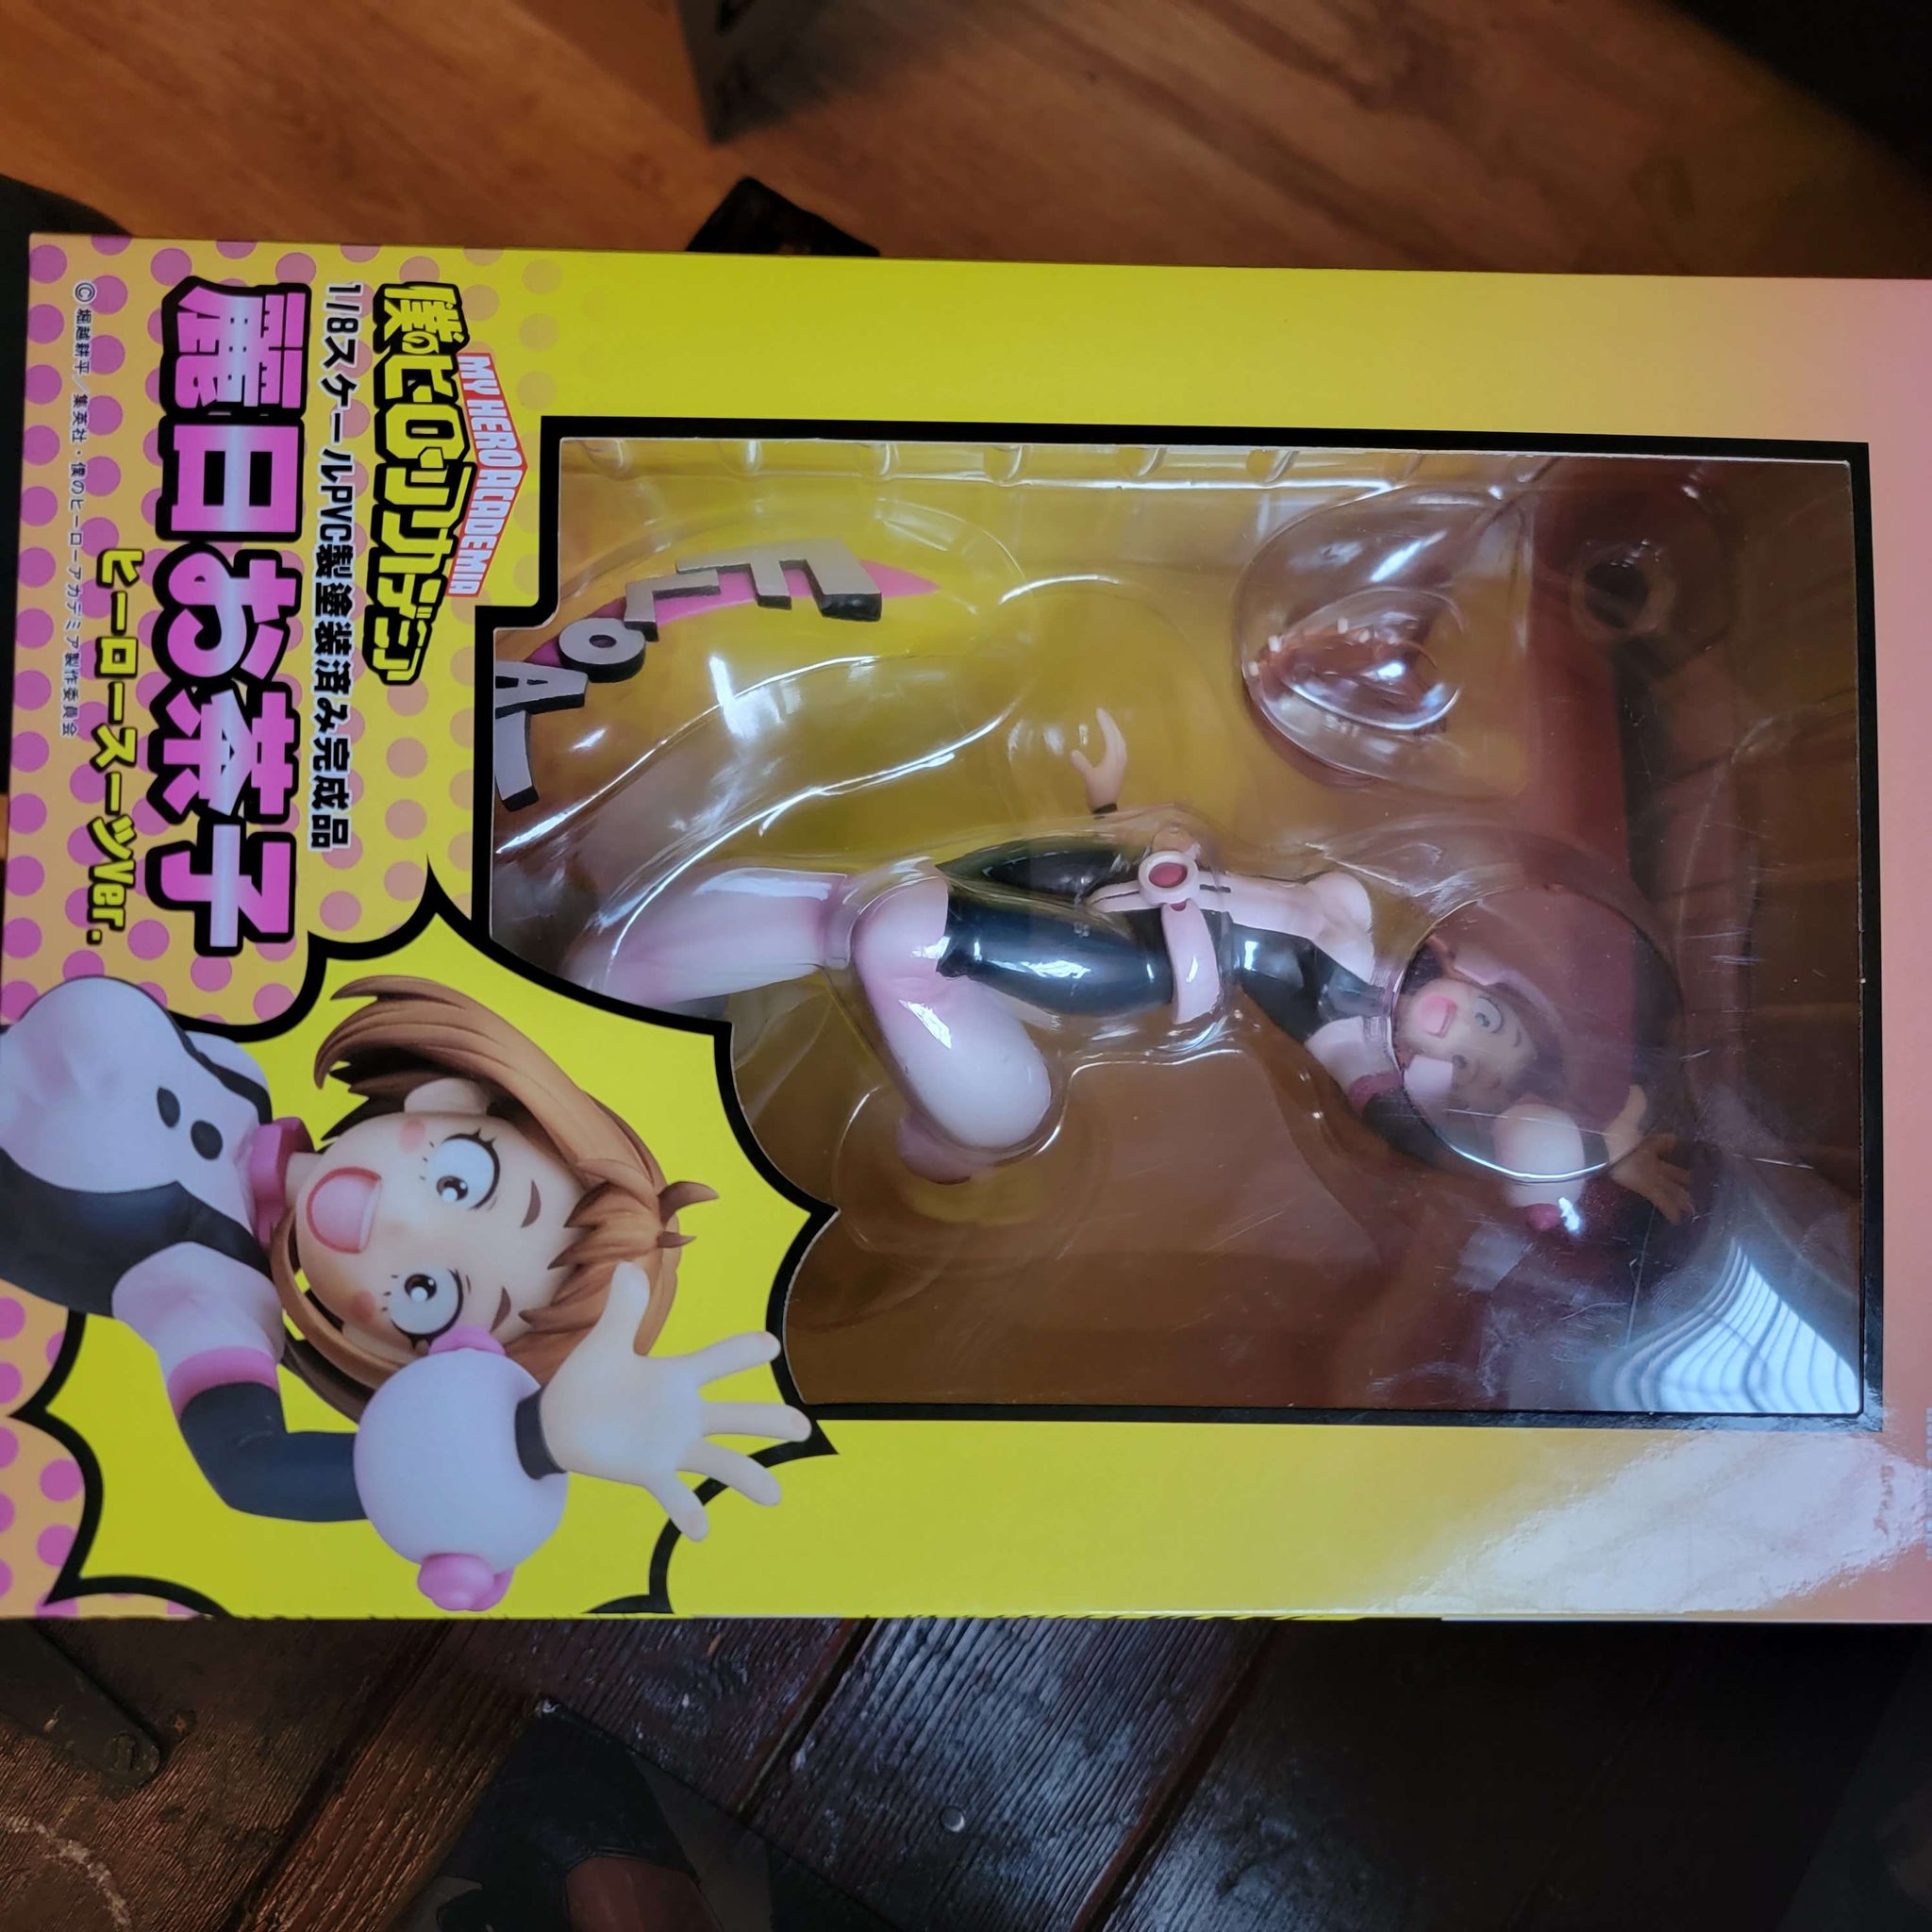 MY HERO ACADEMIA
僕のヒーローアカデミア
1/8スケールPVC製塗装済み完成品
麗日お茶子
ヒーロースーツVer.
© 堀越耕平／集英社・僕のヒーローアカデミア製作委員会
FLOAT